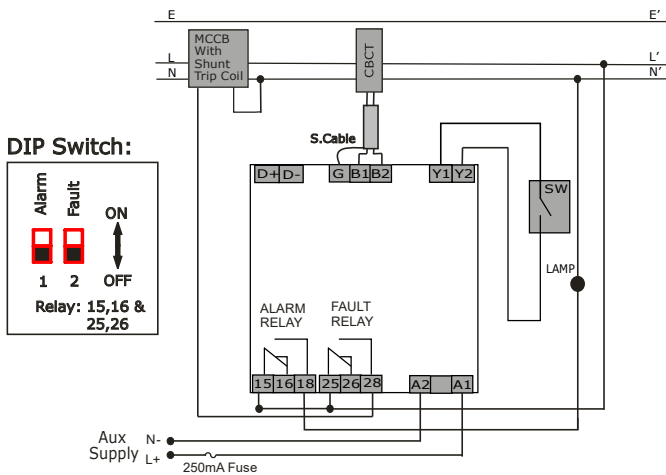 E
E'
MCCB
With
Shunt
Trip Coil
CBCT
L
L'
N
N'
S.Cable
DIP Switch:
Alarm
Fault
ON
1
2
OFF
Relay: 15,16 &
25,26
D+ D-
G B1 B2
Y1 Y2
SW
LAMP
ALARM
RELAY
FAULT
RELAY
15 16 18
25 26 28
A2
A1
Aux
Supply
N-
L+
250mA Fuse